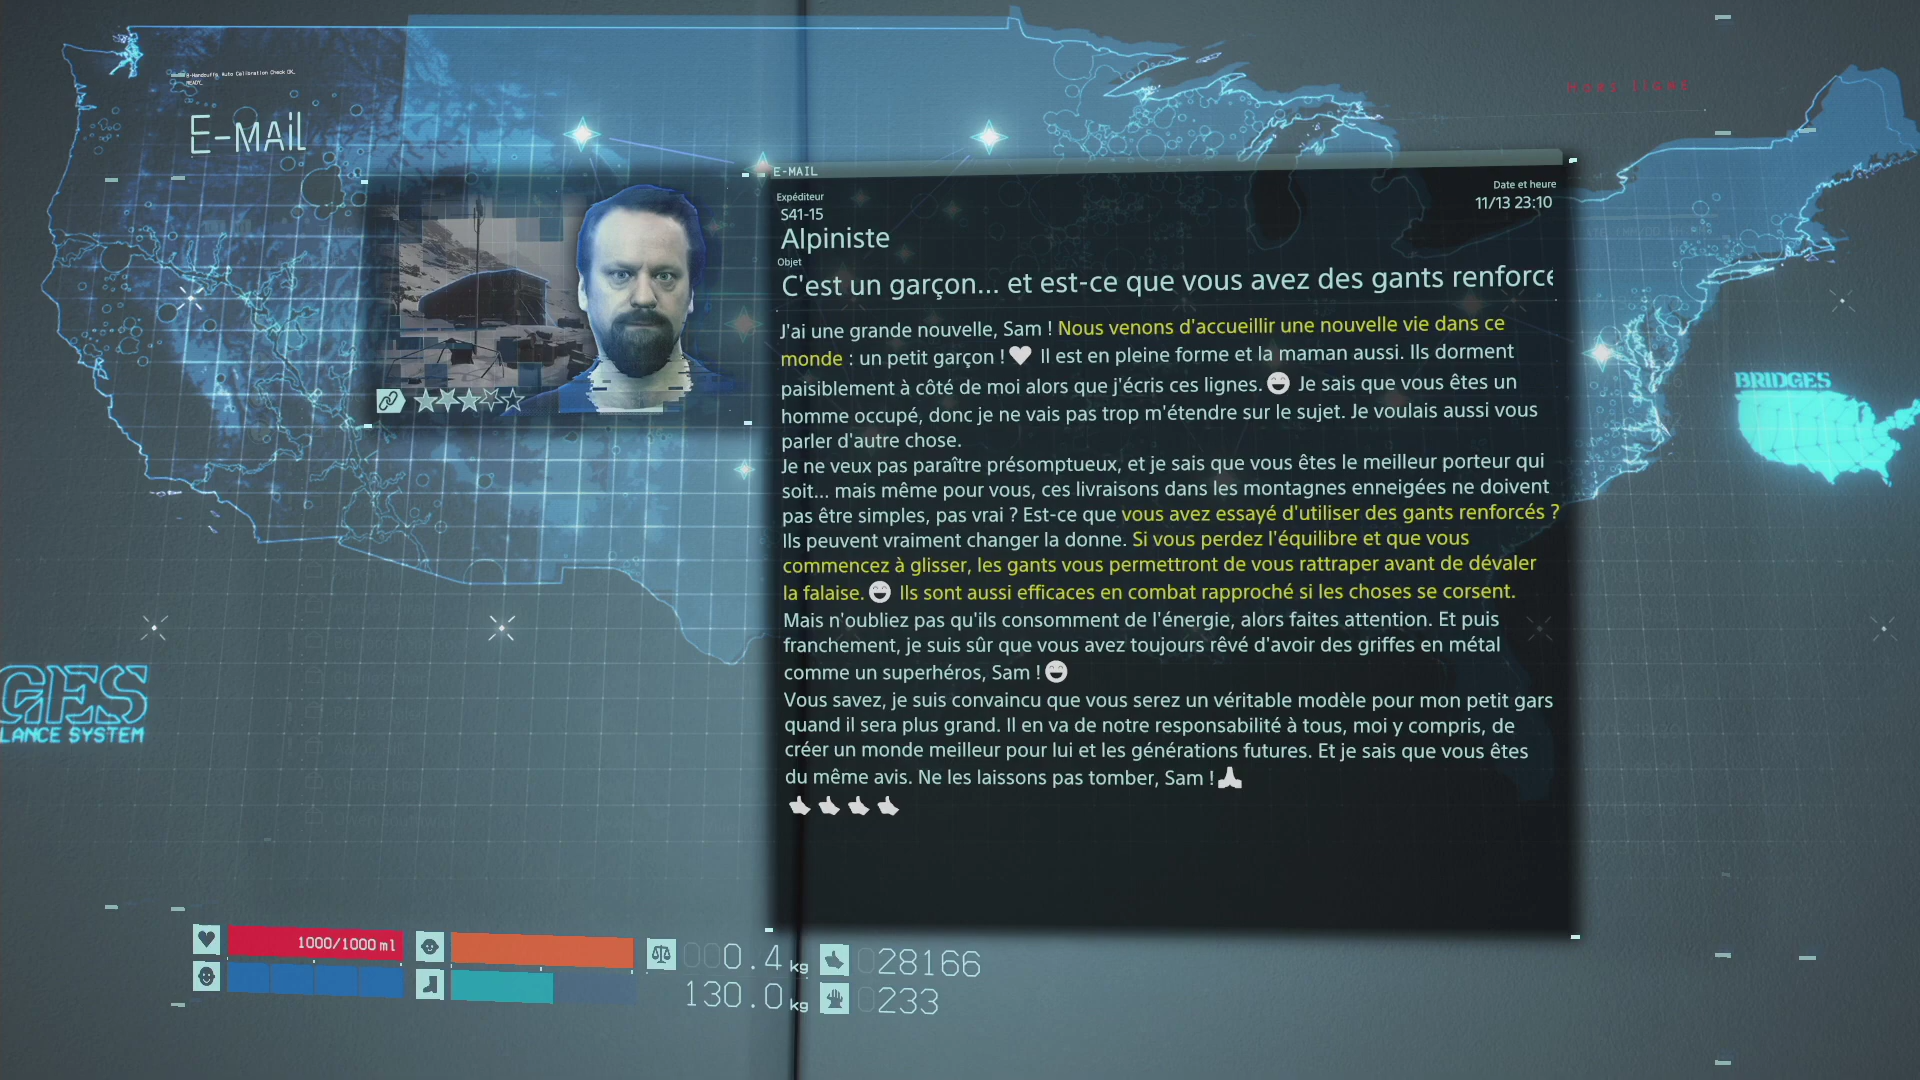 B-Handcuffs Auto Calibration Check OK.
READY.
E-MAIL
E-MAIL
Expéditeur
S41-15
Alpiniste
Date et heure
11/13 23:10
Objet
C'est un garçon... et est-ce que vous avez des gants renforcé
J'ai une grande nouvelle, Sam ! Nous venons d'accueillir une nouvelle vie dans ce
monde : un petit garçon ! Il est en pleine forme et la maman aussi. Ils dorment
paisiblement à côté de moi alors que j'écris ces lignes. Je sais que vous êtes un
homme occupé, donc je ne vais pas trop m'étendre sur le sujet. Je voulais aussi vous
parler d'autre chose.
Je ne veux pas paraître présomptueux, et je sais que vous êtes le meilleur porteur qui
soit... mais même pour vous, ces livraisons dans les montagnes enneigées ne doivent
pas être simples, pas vrai ? Est-ce que vous avez essayé d'utiliser des gants renforcés ?
Ils peuvent vraiment changer la donne. Si vous perdez l'équilibre et que vous
commencez à glisser, les gants vous permettront de vous rattraper avant de dévaler
la falaise. Ils sont aussi efficaces en combat rapproché si les choses se corsent.
Mais n'oubliez pas qu'ils consomment de l'énergie, alors faites attention. Et puis
franchement, je suis sûr que vous avez toujours rêvé d'avoir des griffes en métal
comme un superhéros, Sam !
Vous savez, je suis convaincu que vous serez un véritable modèle pour mon petit gars
quand il sera plus grand. Il en va de notre responsabilité à tous, moi y compris, de
créer un monde meilleur pour lui et les générations futures. Et je sais que vous êtes
du même avis. Ne les laissons pas tomber, Sam !
BRIDGES
GES
LANCE SYSTEM
1000/1000 ml
000.4 kg
130.0 kg
028166
0233